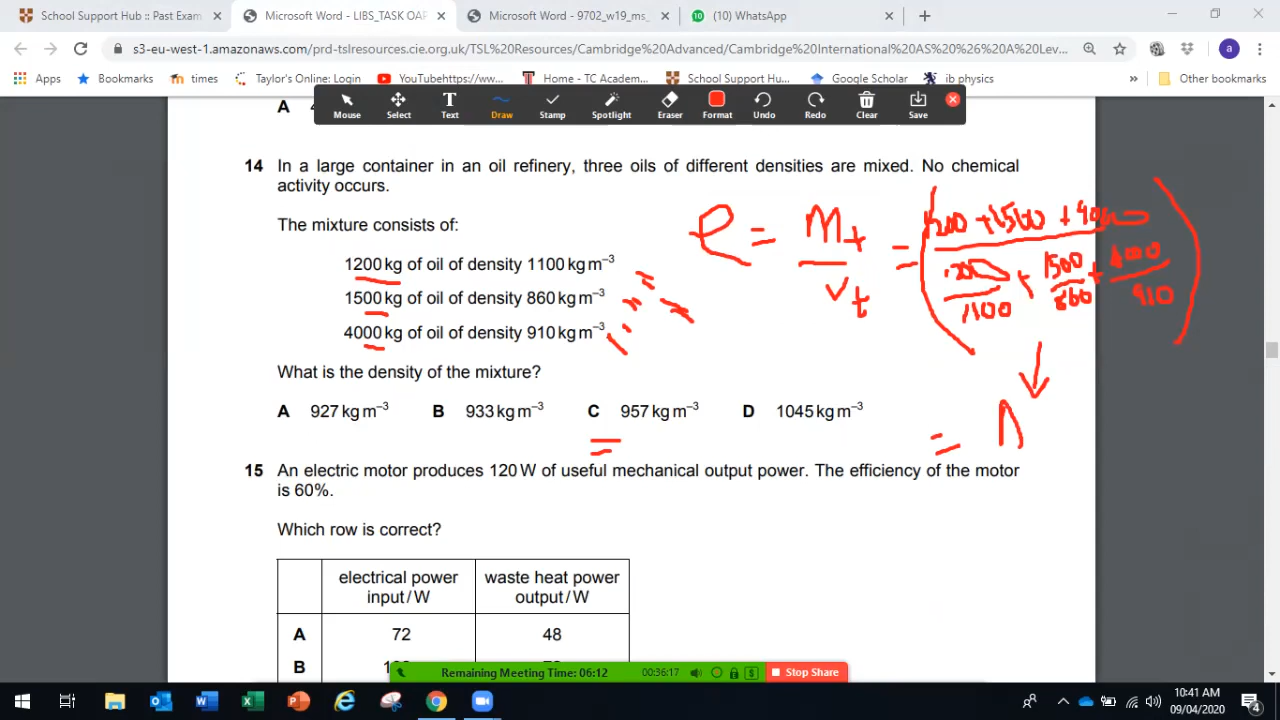 School Support Hub :: Past Exam
Microsoft Word - LIBS_TASK OAF
Microsoft Word - 9702_w19_ms_
(10) WhatsApp
s3-eu-west-1.amazonaws.com/prd-tslresources.cie.org.uk/TSL%20Resources/Cambridge%20Advanced/Cambridge%20International%20AS%20%26%20A%20Lev...
Apps
Bookmarks
times
Taylor's Online: Login
YouTubehttps://ww...
Home - TC Academ...
School Support Hu...
Google Scholar
ib physics
Other bookmarks
Mouse Select Text Draw Stamp Spotlight Eraser Format Undo Redo Clear Save
A
14 In a large container in an oil refinery, three oils of different densities are mixed. No chemical
activity occurs.
The mixture consists of:
1200 kg of oil of density 1100 kg m⁻³
1500 kg of oil of density 860 kg m⁻³
4000 kg of oil of density 910 kg m⁻³
What is the density of the mixture?
A 927 kg m⁻³ B 933 kg m⁻³ C 957 kg m⁻³ D 1045 kg m⁻³
= Mt = (1200 + 1500 + 4000
Vt 1200 + 1500 + 4000
1100 860 910 )
=
15 An electric motor produces 120 W of useful mechanical output power. The efficiency of the motor
is 60%.
Which row is correct?
electrical power input / W
waste heat power output / W
A 72 48
B
Remaining Meeting Time: 06:12
00:36:17
Stop Share
10:41 AM
09/04/2020
4